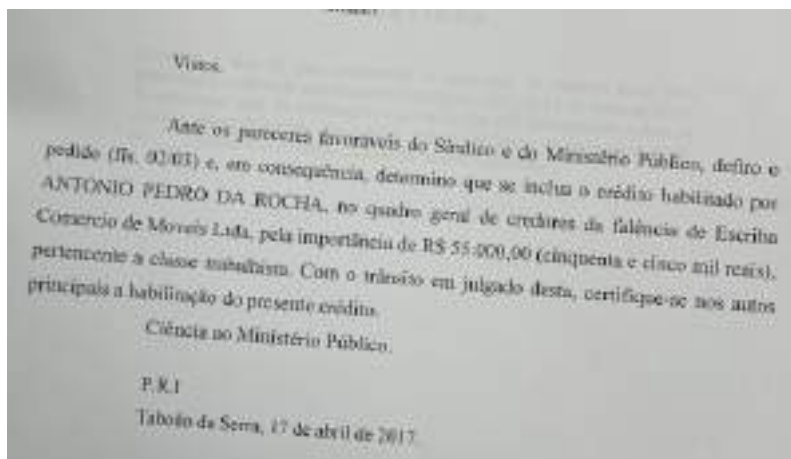 Vistos.
Ante os pareceres favoraveis do Síndico e do Ministério Público, defiro o
pedido (fls. 02/03) e, em consequência, determino que se inclua o crédito habilitado por
ANTONIO PEDRO DA ROCHA, no quadro geral de credores da falência de Escriba
Comercio de Moveis Ltda, pela importância de R$ 55.000,00 (cinquenta e cinco mil reais),
pertencente a classe trabalhista. Com o trânsito em julgado desta, certifique-se nos autos
principais a habilitação do presente crédito.
Ciência ao Ministério Público.
P.R.I
Taboão da Serra, 17 de abril de 2017.